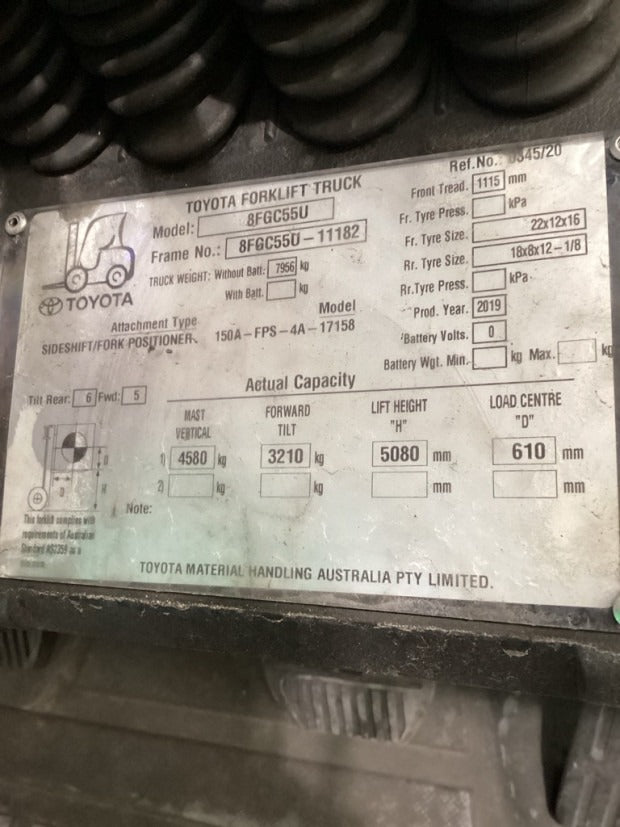 TOYOTA FORKLIFT TRUCK
Model: 8FGC55U
Frame No.: 8FGC55U-11182
TRUCK WEIGHT: Without Batt: 7956 kg
With Batt. kg
TOYOTA
Attachment Type Model
SIDESHIFT/FORK POSITIONER 150A-FPS-4A-17158
Ref.No.: 0345/20
Front Tread. 1115 mm
Fr. Tyre Press. kPa
Fr. Tyre Size. 22x12x16
Rr. Tyre Size. 18x8x12-1/8
Rr.Tyre Press. kPa
Prod. Year. 2019
Battery Volts. 0
Battery Wgt. Min. kg Max. kg
Tilt Rear: 6 Fwd: 5
Actual Capacity
MAST VERTICAL FORWARD TILT LIFT HEIGHT "H" LOAD CENTRE "D"
1) 4580 kg 3210 kg 5080 mm 610 mm
2) kg kg mm mm
D
D H
Note:
This forklift complies with
requirements of Australian
Standard AS2359 as a
TOYOTA MATERIAL HANDLING AUSTRALIA PTY LIMITED.